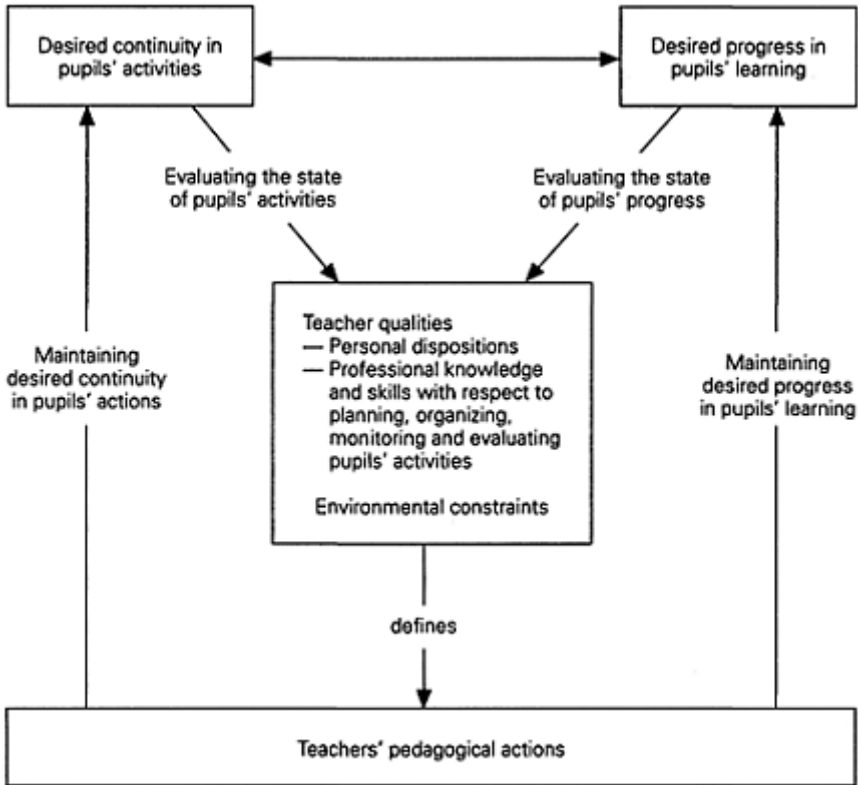 Desired continuity in
pupils' activities
Desired progress in
pupils' learning
Evaluating the state
of pupils' activities
Evaluating the state
of pupils' progress
Teacher qualities
— Personal dispositions
— Professional knowledge
and skills with respect to
planning, organizing,
monitoring and evaluating
pupils' activities
Environmental constraints
Maintaining
desired continuity
in pupils' actions
Maintaining
desired progress
in pupils' learning
defines
Teachers' pedagogical actions